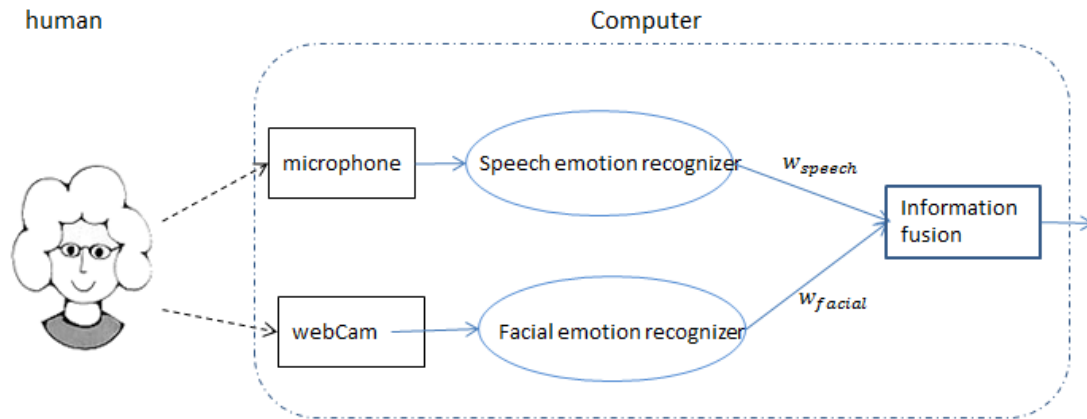 human
Computer
microphone
Speech emotion recognizer
w_speech
Information
fusion
webCam
Facial emotion recognizer
w_facial